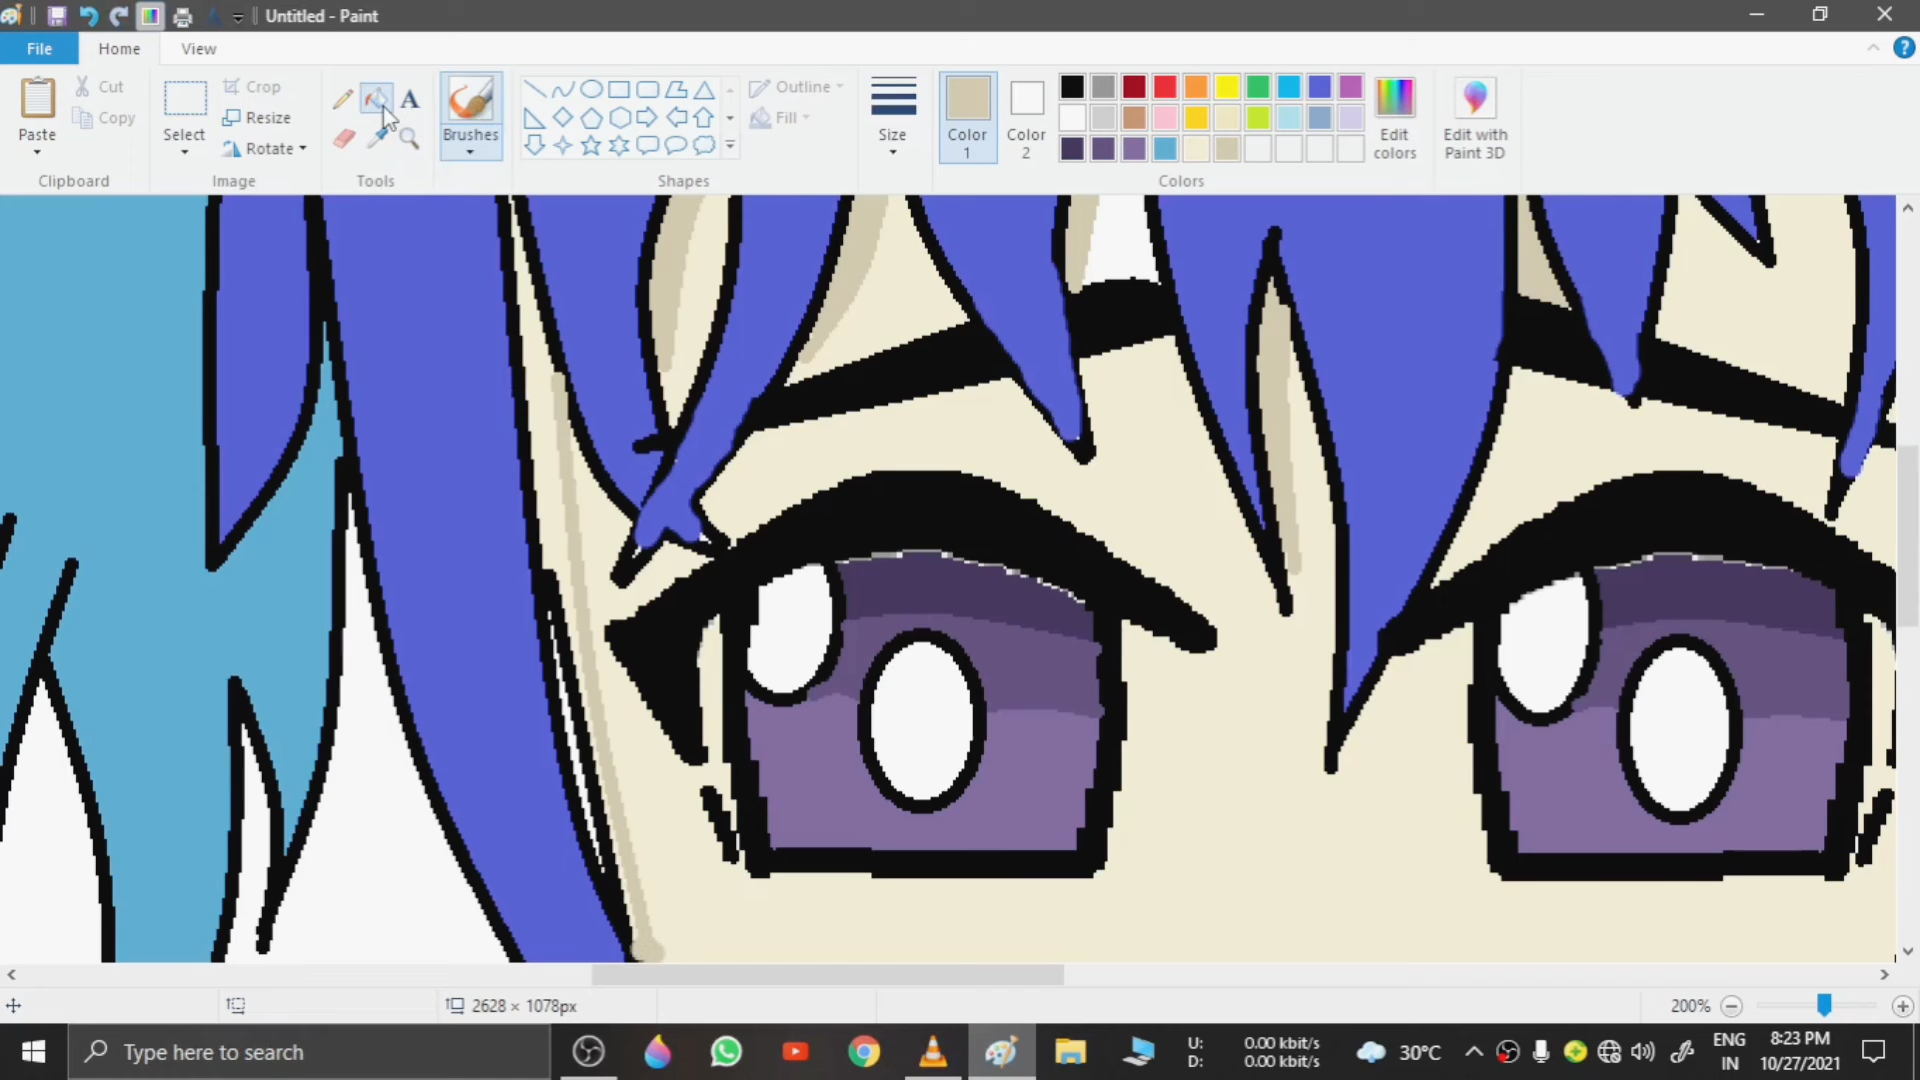 Untitled - Paint
File
Home
View
Paste
Cut
Copy
Clipboard
Select
Crop
Resize
Rotate
Image
A
Tools
Brushes
Outline
Fill
Shapes
Size
Color
1
Color
2
Edit
colors
Edit with
Paint 3D
Colors
?
2628 × 1078px
200%
Type here to search
U:
D:
0.00 kbit/s
0.00 kbit/s
30°C
ENG
IN
8:23 PM
10/27/2021